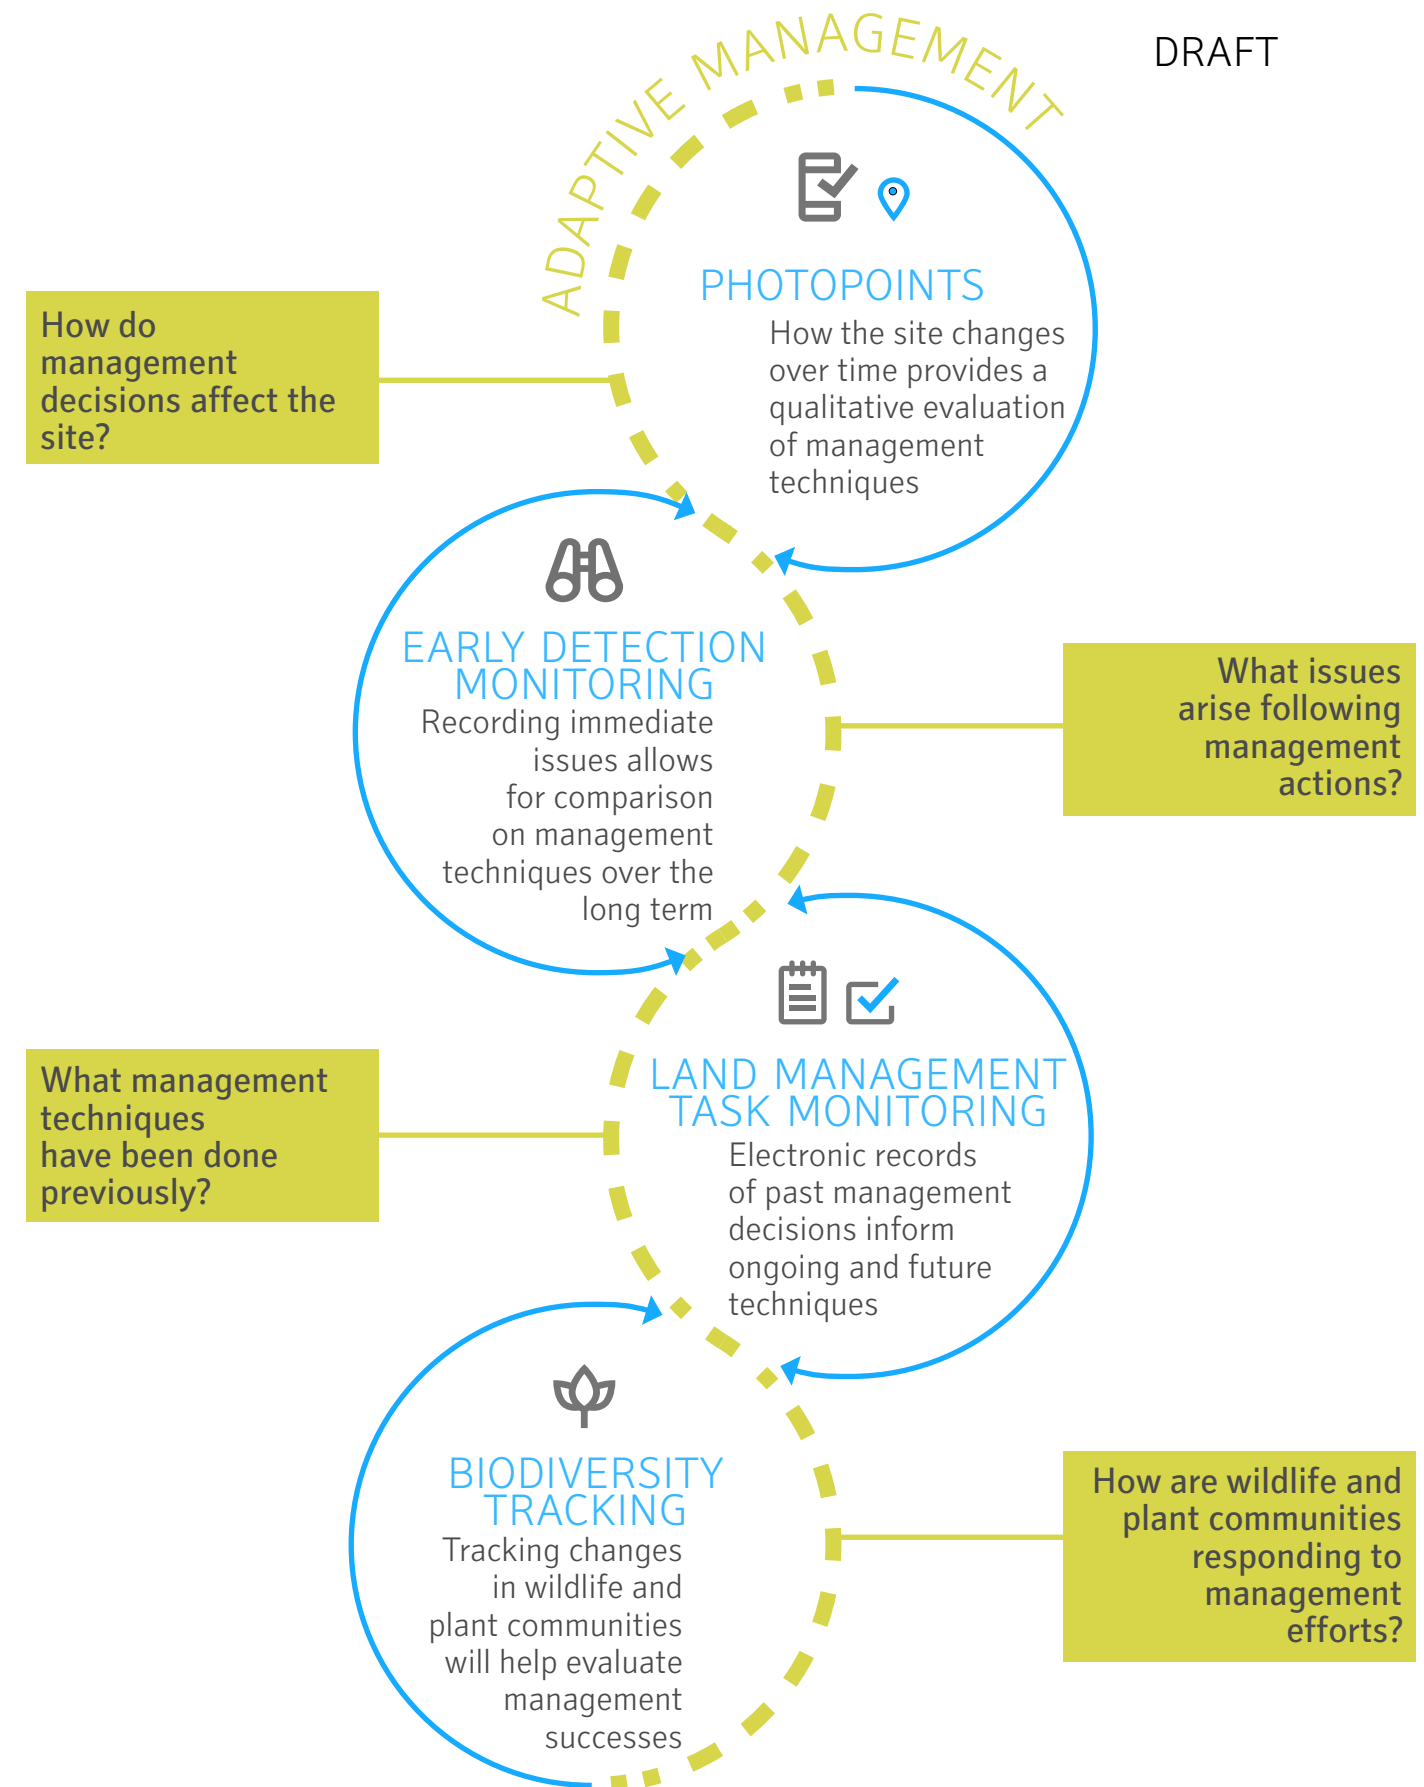 DRAFT
ADAPTIVE MANAGEMENT
PHOTOPOINTS
How the site changes
over time provides a
qualitative evaluation
of management
techniques
How do
management
decisions affect the
site?
EARLY DETECTION
MONITORING
Recording immediate
issues allows
for comparison
on management
techniques over the
long term
What issues
arise following
management
actions?
LAND MANAGEMENT
TASK MONITORING
Electronic records
of past management
decisions inform
ongoing and future
techniques
What management
techniques
have been done
previously?
BIODIVERSITY
TRACKING
Tracking changes
in wildlife and
plant communities
will help evaluate
management
successes
How are wildlife and
plant communities
responding to
management
efforts?